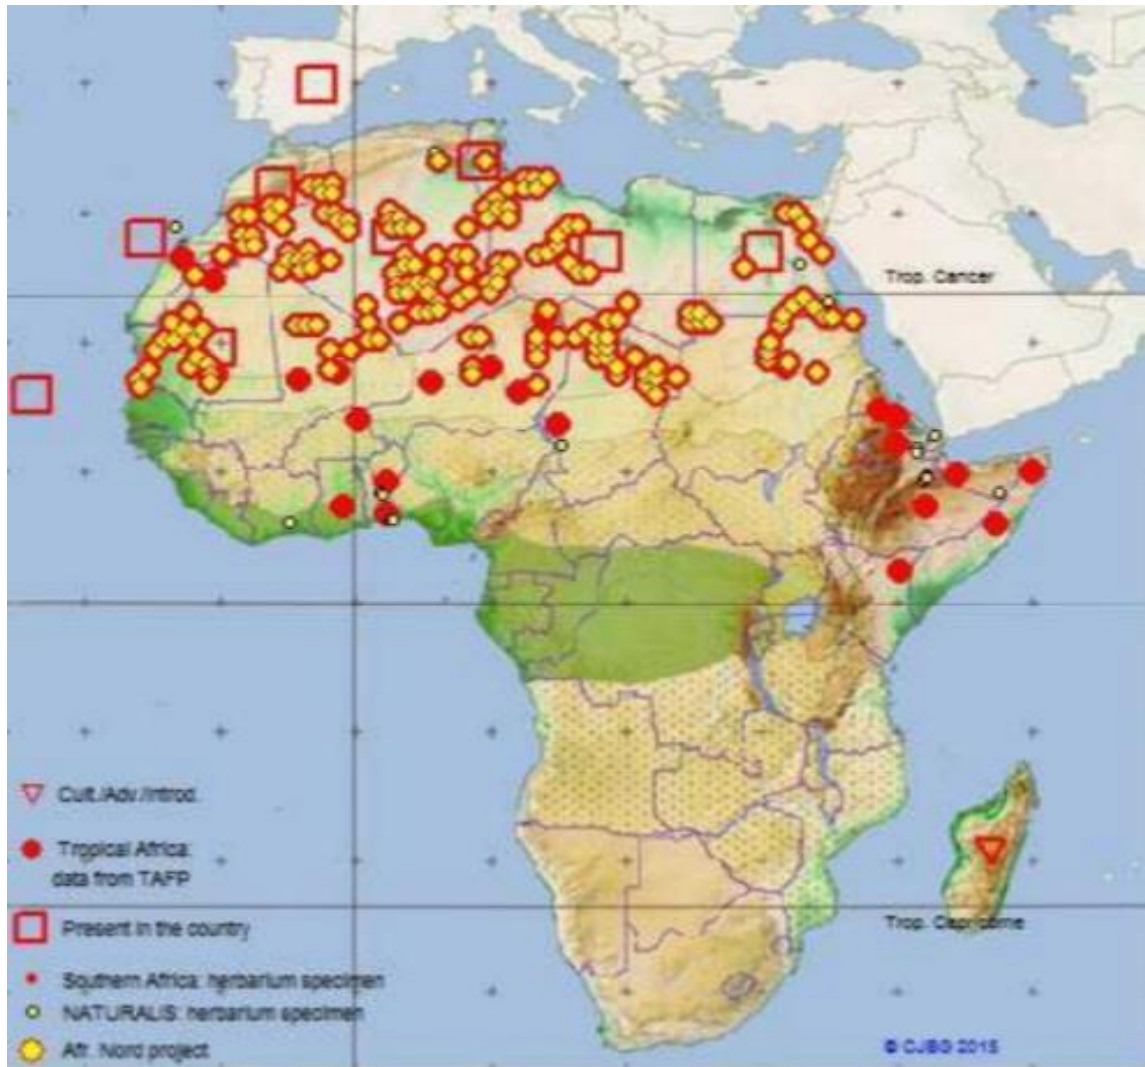 Trop. Cancer
Cult./Adv./Introd.
Tropical Africa:
data from TAFP
Trop. Capricorne
Present in the country
Southern Africa: herbarium specimen
NATURALIS: herbarium specimen
Afr. Nord project
© CJBG 2015